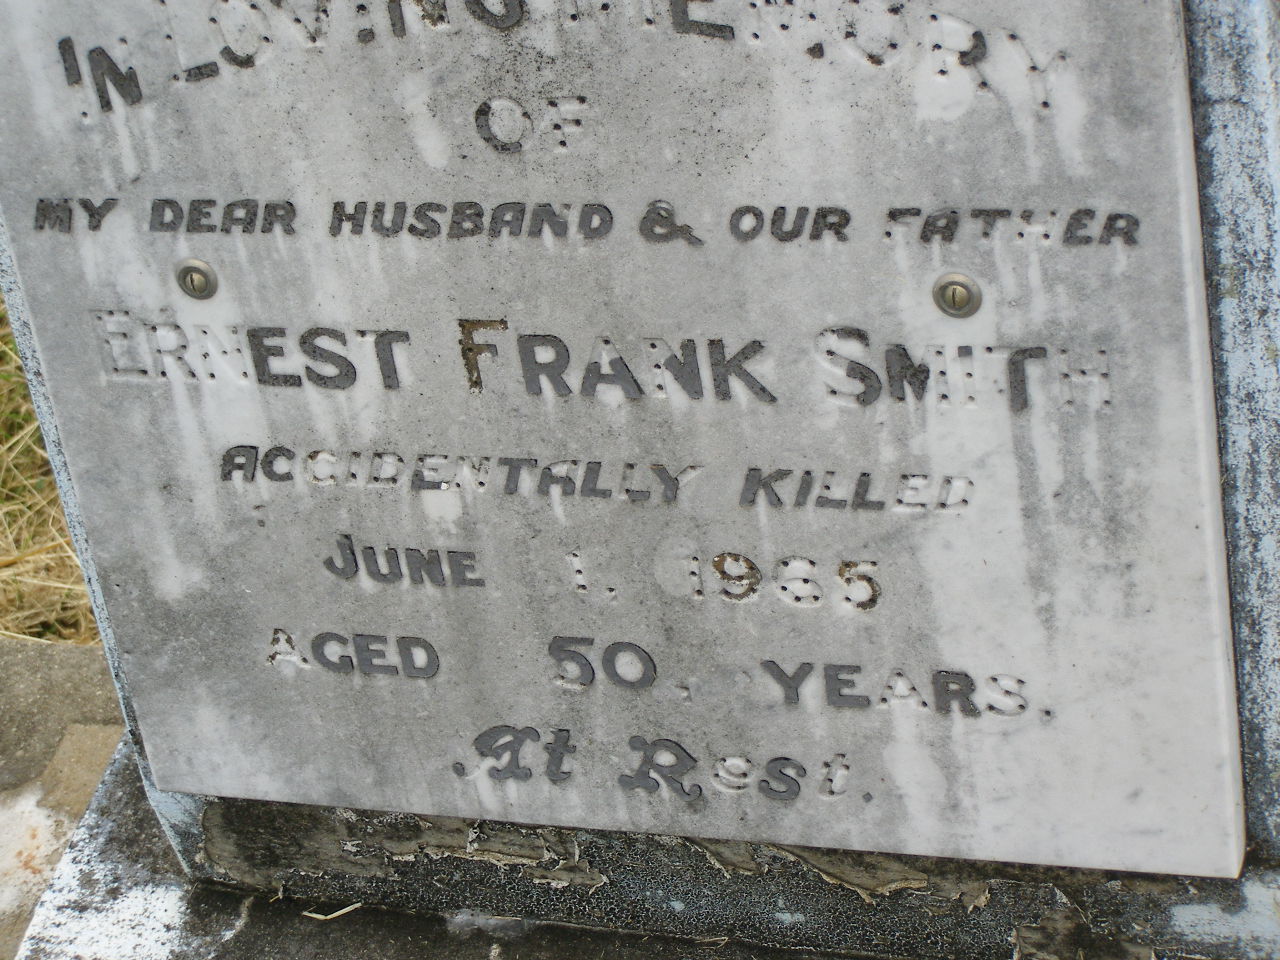 IN LOVING MEMORY
OF
MY DEAR HUSBAND & OUR FATHER
ERNEST FRANK SMITH
ACCIDENTALLY KILLED
JUNE 1. 1965
AGED 50 YEARS.
At Rest.